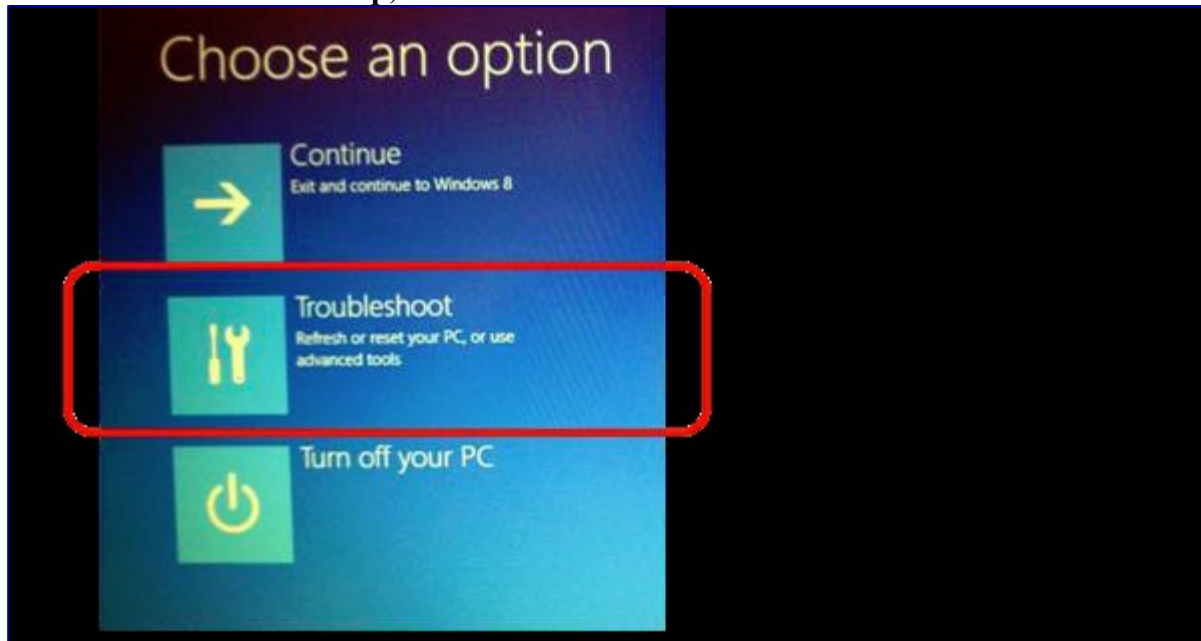 Choose an option
Continue
Exit and continue to Windows 8
Troubleshoot
Refresh or reset your PC, or use
advanced tools
Turn off your PC